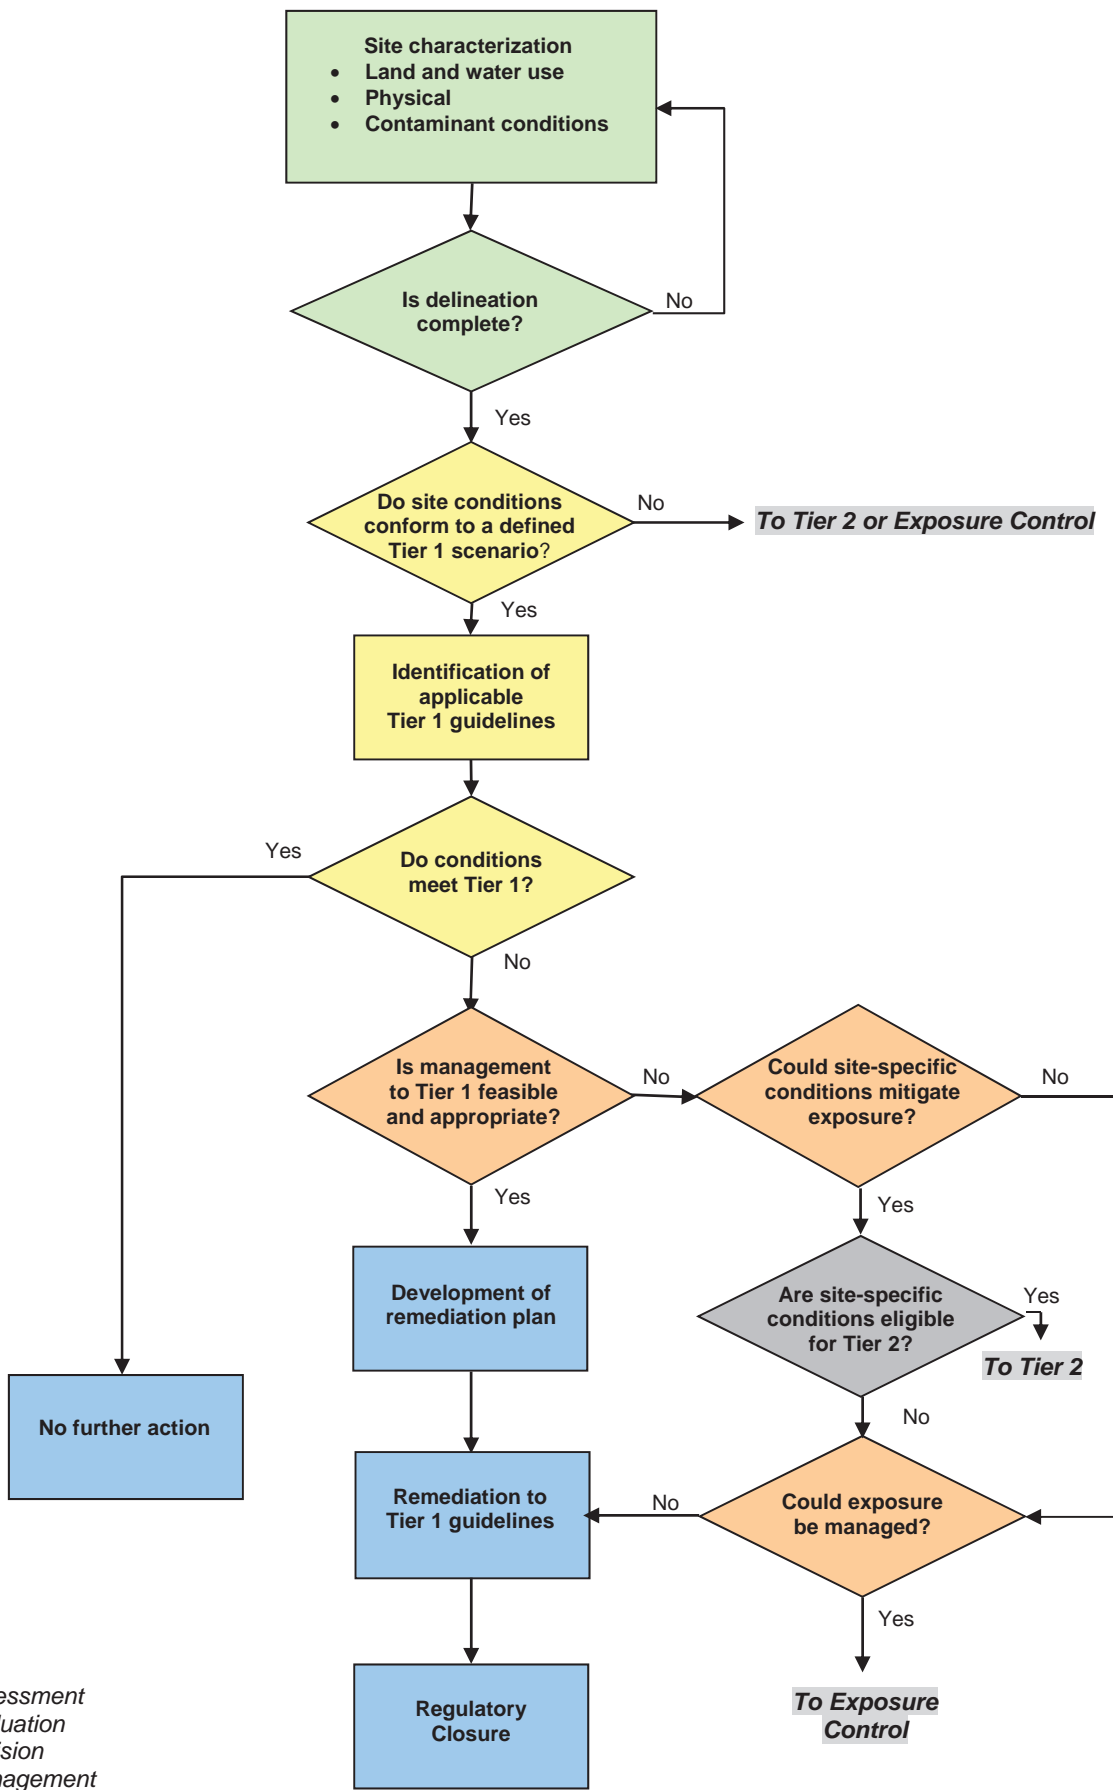 Site characterization
• Land and water use
• Physical
• Contaminant conditions
Is delineation
complete?
No
Yes
Do site conditions
conform to a defined
Tier 1 scenario?
No
To Tier 2 or Exposure Control
Yes
Identification of
applicable
Tier 1 guidelines
Yes
Do conditions
meet Tier 1?
No
Is management
to Tier 1 feasible
and appropriate?
No
Could site-specific
conditions mitigate
exposure?
No
Yes
Yes
Development of
remediation plan
Are site-specific
conditions eligible
for Tier 2?
Yes
To Tier 2
No further action
No
Remediation to
Tier 1 guidelines
No
Could exposure
be managed?
Yes
Regulatory
Closure
To Exposure
Control
essment
luation
ision
nagement